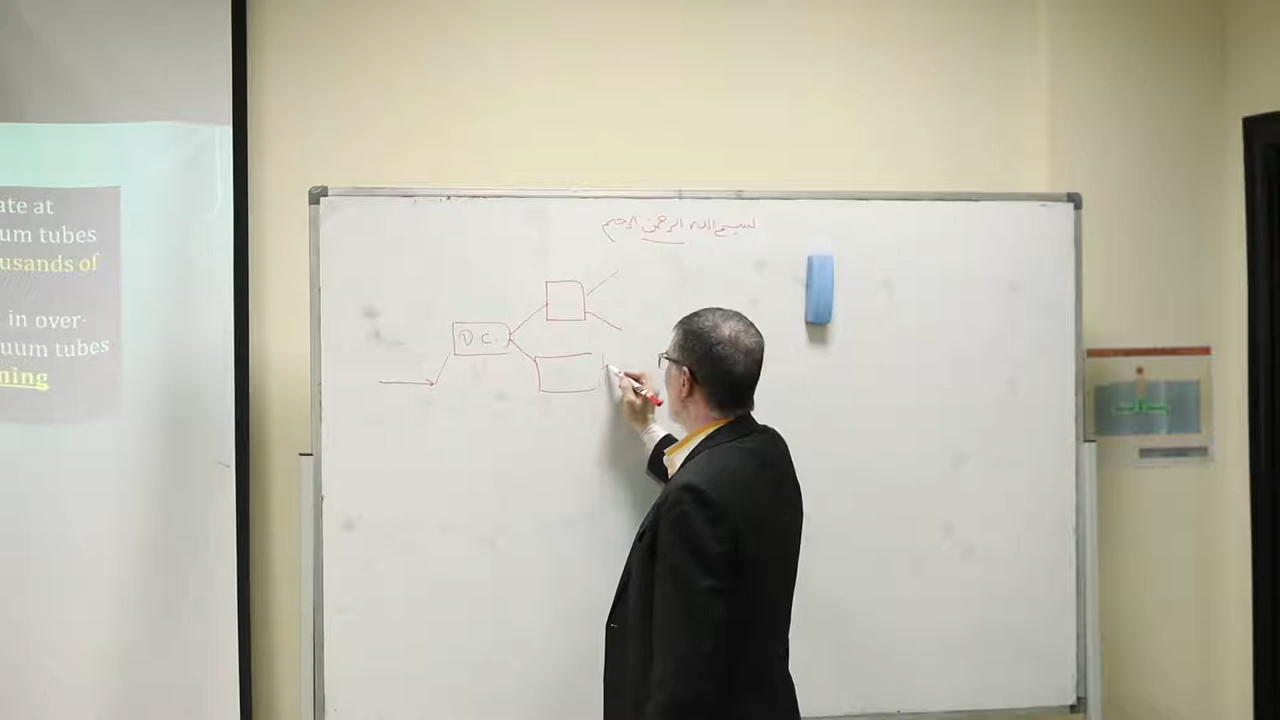 ate at
um tubes
usands of
in over-
uum tubes
ning
بسم الله الرحمن الرحيم
D C.